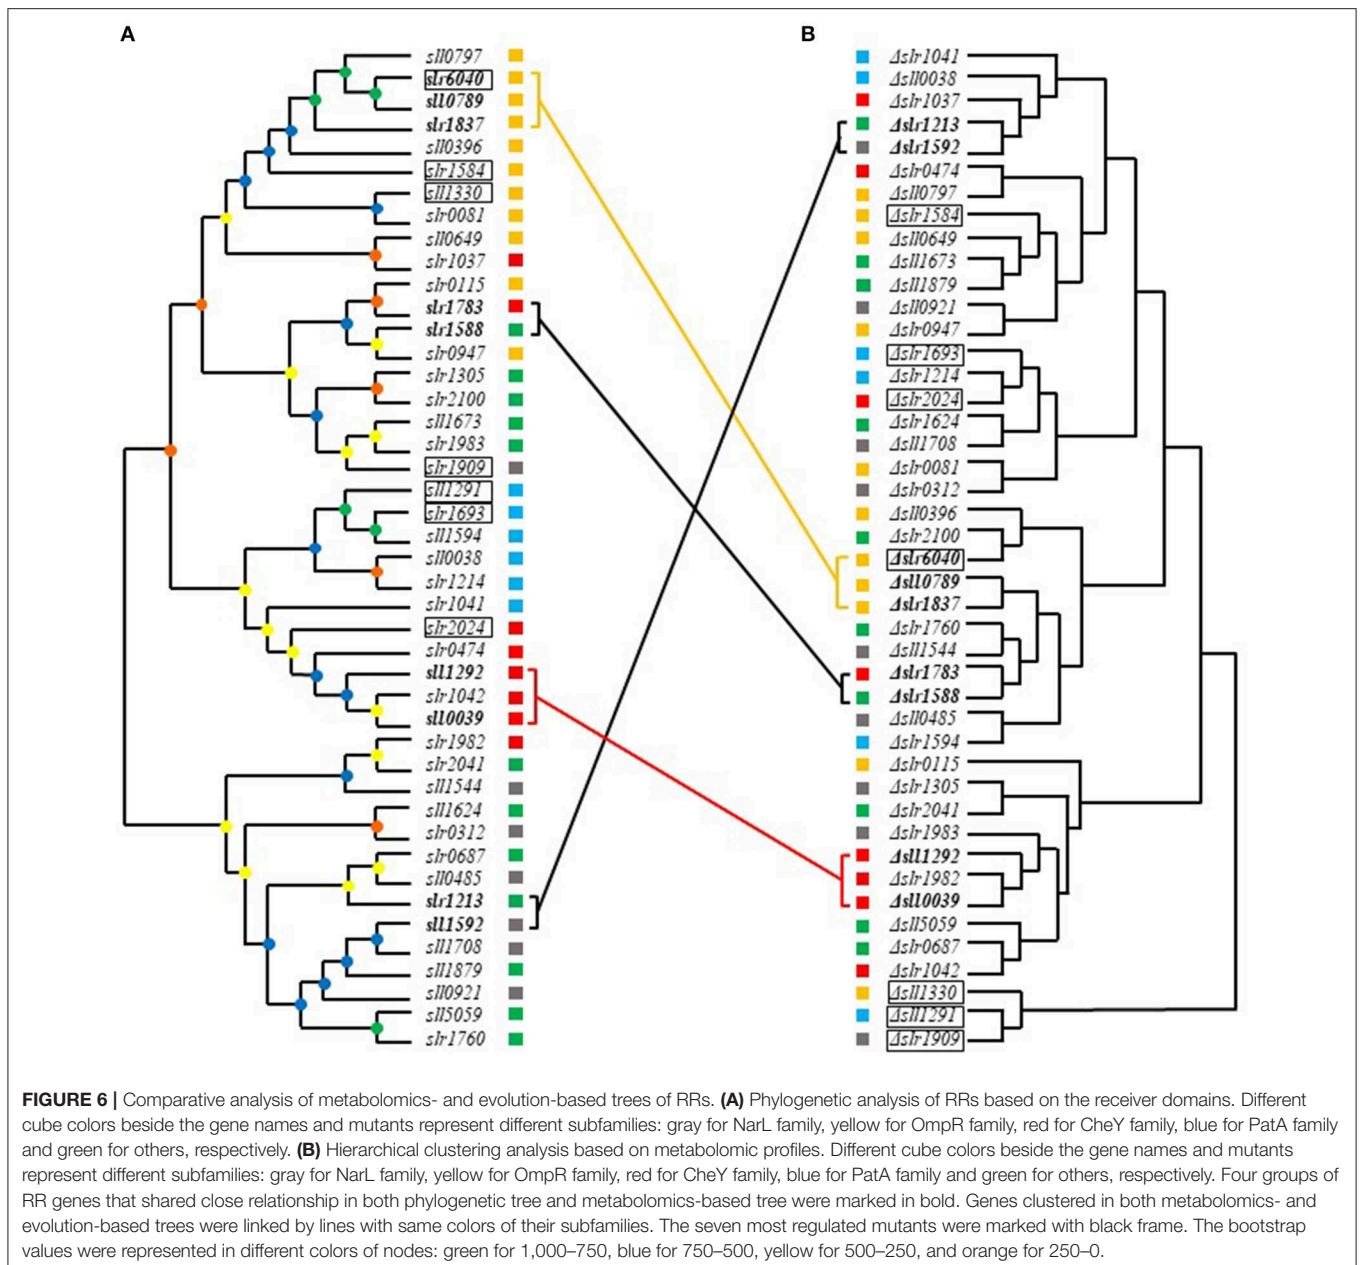 A
sll0797
slr6040
sll0789
slr1837
sll0396
slr1584
sll1330
slr0081
sll0649
slr1037
slr0115
slr1783
slr1588
slr0947
slr1305
slr2100
sll1673
slr1983
slr1909
sll1291
slr1693
sll1594
sll0038
slr1214
slr1041
slr2024
slr0474
sll1292
slr1042
sll0039
slr1982
slr2041
sll1544
sll1624
slr0312
slr0687
sll0485
slr1213
sll1592
sll1708
sll1879
sll0921
sll5059
slr1760
B
Δslr1041
Δsll0038
Δslr1037
Δslr1213
Δslr1592
Δslr0474
Δsll0797
Δslr1584
Δsll0649
Δsll1673
Δsll1879
Δsll0921
Δslr0947
Δslr1693
Δslr1214
Δslr2024
Δslr1624
Δsll1708
Δslr0081
Δslr0312
Δsll0396
Δslr2100
Δslr6040
Δsll0789
Δslr1837
Δslr1760
Δsll1544
Δslr1783
Δslr1588
Δsll0485
Δslr1594
Δslr0115
Δslr1305
Δslr2041
Δslr1983
Δsll1292
Δslr1982
Δsll0039
Δsll5059
Δslr0687
Δslr1042
Δsll1330
Δsll1291
Δslr1909
FIGURE 6 | Comparative analysis of metabolomics- and evolution-based trees of RRs. (A) Phylogenetic analysis of RRs based on the receiver domains. Different
cube colors beside the gene names and mutants represent different subfamilies: gray for NarL family, yellow for OmpR family, red for CheY family, blue for PatA family
and green for others, respectively. (B) Hierarchical clustering analysis based on metabolomic profiles. Different cube colors beside the gene names and mutants
represent different subfamilies: gray for NarL family, yellow for OmpR family, red for CheY family, blue for PatA family and green for others, respectively. Four groups of
RR genes that shared close relationship in both phylogenetic tree and metabolomics-based tree were marked in bold. Genes clustered in both metabolomics- and
evolution-based trees were linked by lines with same colors of their subfamilies. The seven most regulated mutants were marked with black frame. The bootstrap
values were represented in different colors of nodes: green for 1,000–750, blue for 750–500, yellow for 500–250, and orange for 250–0.